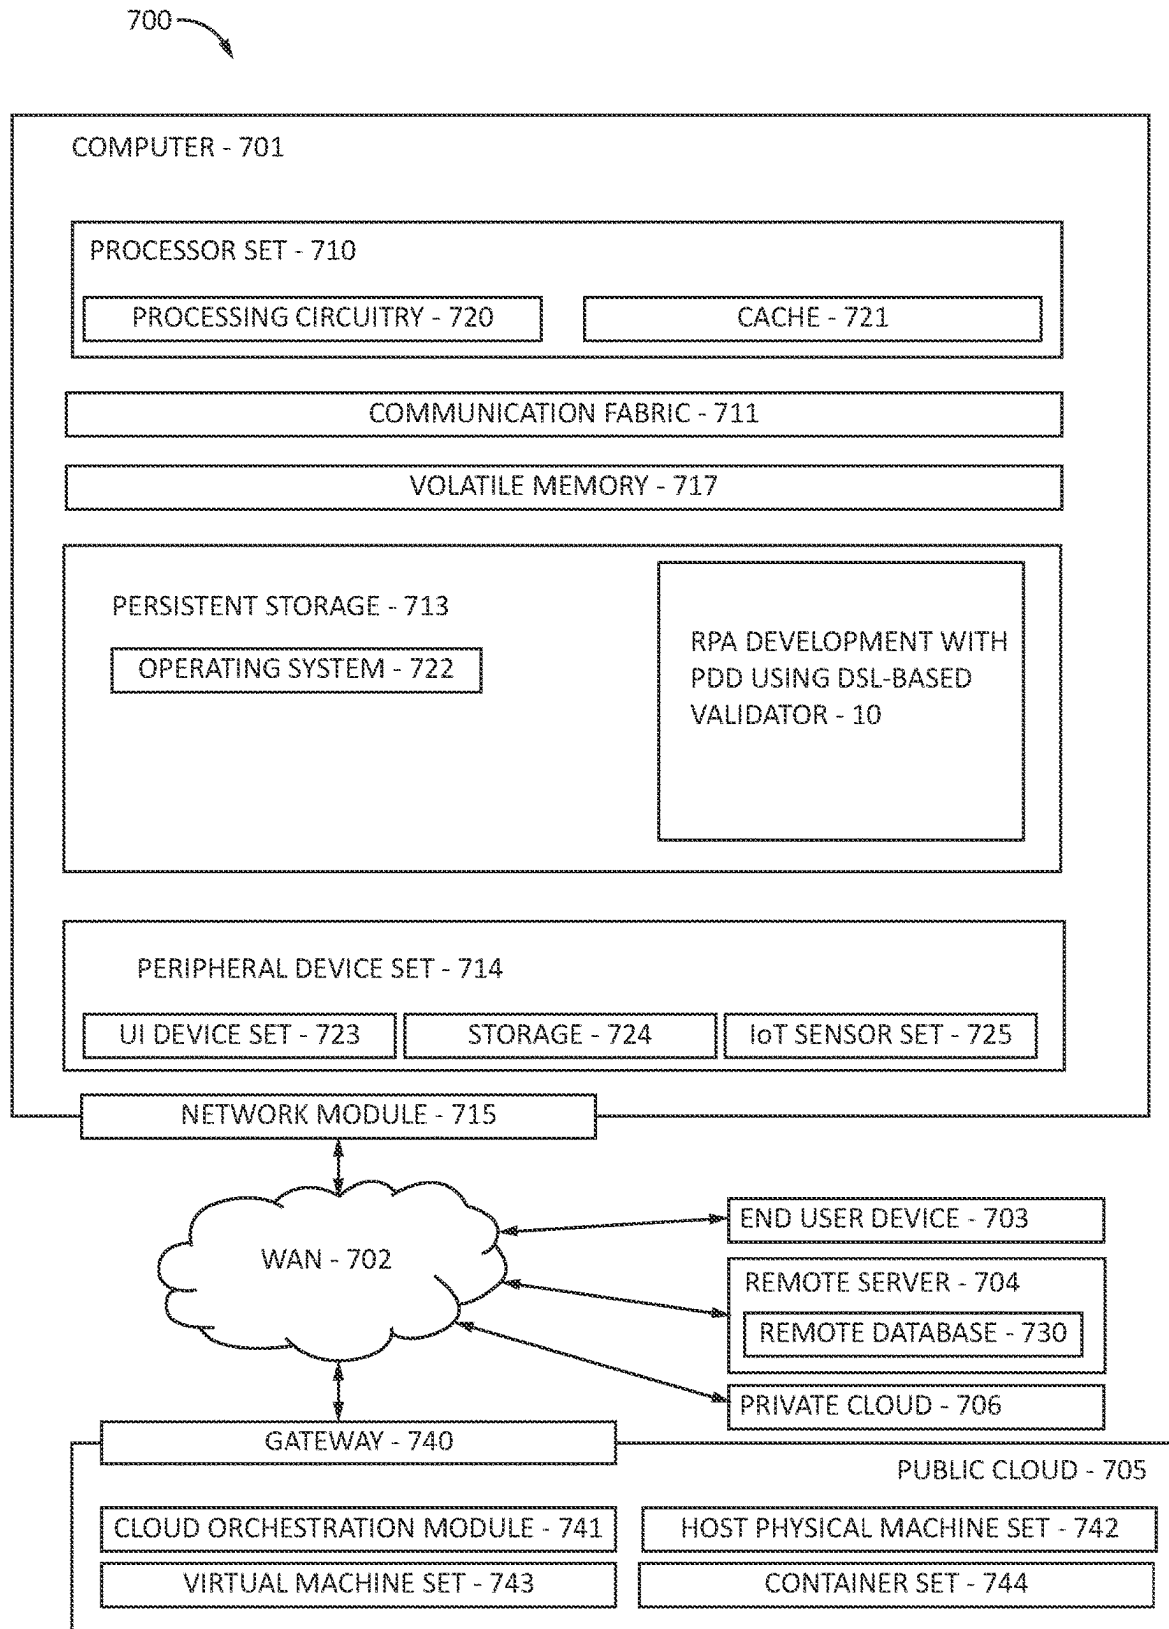 700
COMPUTER - 701
PROCESSOR SET - 710
PROCESSING CIRCUITRY - 720
CACHE - 721
COMMUNICATION FABRIC - 711
VOLATILE MEMORY - 717
PERSISTENT STORAGE - 713
OPERATING SYSTEM - 722
RPA DEVELOPMENT WITH
PDD USING DSL-BASED
VALIDATOR - 10
PERIPHERAL DEVICE SET - 714
UI DEVICE SET - 723
STORAGE - 724
IoT SENSOR SET - 725
NETWORK MODULE - 715
WAN - 702
END USER DEVICE - 703
REMOTE SERVER - 704
REMOTE DATABASE - 730
PRIVATE CLOUD - 706
GATEWAY - 740
PUBLIC CLOUD - 705
CLOUD ORCHESTRATION MODULE - 741
HOST PHYSICAL MACHINE SET - 742
VIRTUAL MACHINE SET - 743
CONTAINER SET - 744